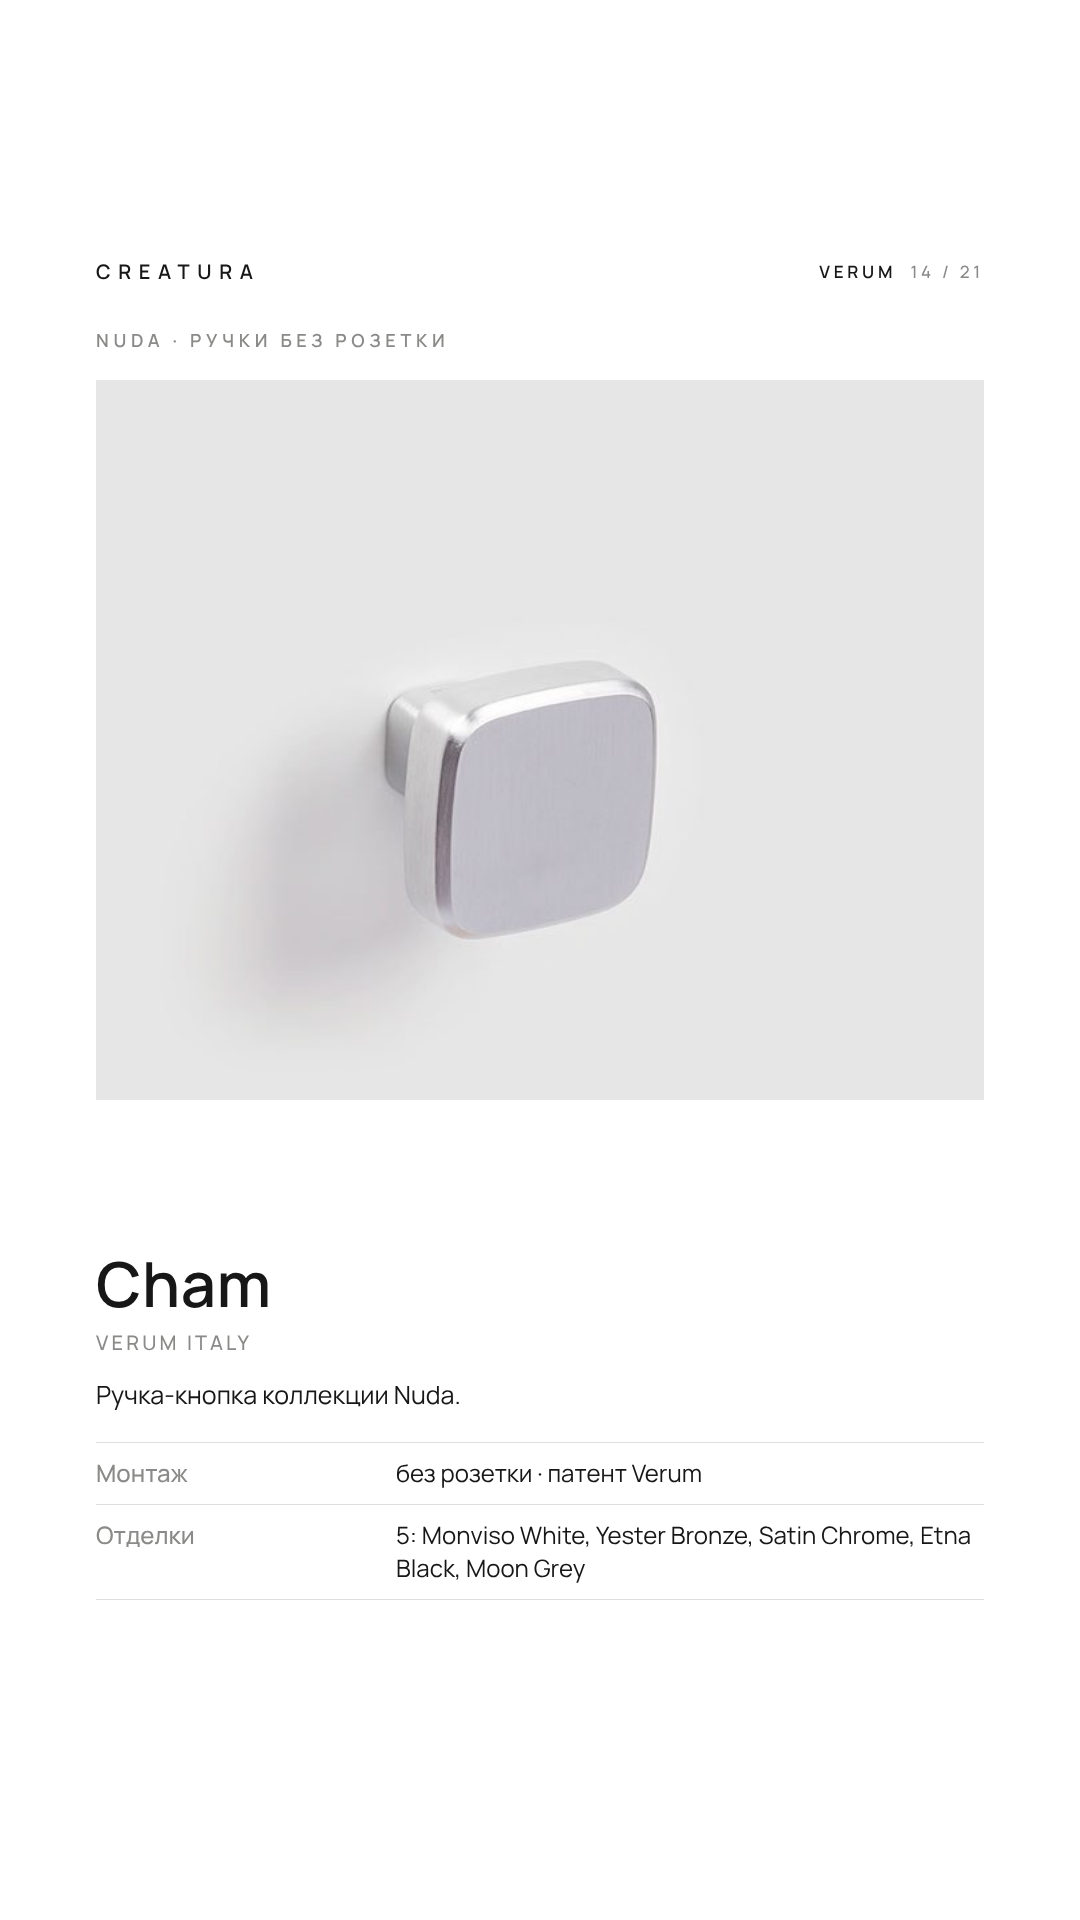 CREATURA
VERUM 14 / 21
NUDA · РУЧКИ БЕЗ РОЗЕТКИ
Cham
VERUM ITALY
Ручка-кнопка коллекции Nuda.
Монтаж без розетки · патент Verum
Отделки 5: Monviso White, Yester Bronze, Satin Chrome, Etna
Black, Moon Grey